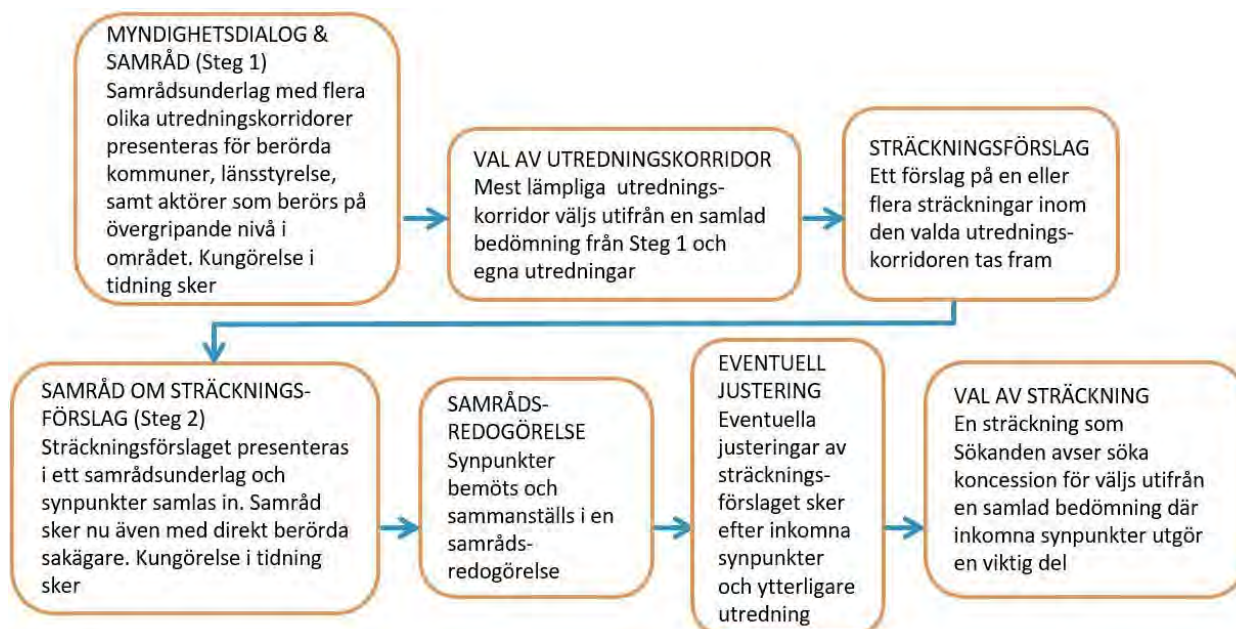 MYNDIGHETSDIALOG &
SAMRÅD (Steg 1)
Samrådsunderlag med flera
olika utredningskorridorer
presenteras för berörda
kommuner, länsstyrelse,
samt aktörer som berörs på
övergripande nivå i
området. Kungörelse i
tidning sker
VAL AV UTREDNINGSKORRIDOR
Mest lämpliga utrednings-
korridor väljs utifrån en samlad
bedömning från Steg 1 och
egna utredningar
STRÄCKNINGSFÖRSLAG
Ett förslag på en eller
flera sträckningar inom
den valda utrednings-
korridoren tas fram
SAMRÅD OM STRÄCKNINGS-
FÖRSLAG (Steg 2)
Sträckningsförslaget presenteras
i ett samrådsunderlag och
synpunkter samlas in. Samråd
sker nu även med direkt berörda
sakägare. Kungörelse i tidning
sker
SAMRÅDS-
REDOGÖRELSE
Synpunkter
bemöts och
sammanställs i en
samråds-
redogörelse
EVENTUELL
JUSTERING
Eventuella
justeringar av
sträcknings-
förslaget sker
efter inkomna
synpunkter
och ytterligare
utredning
VAL AV STRÄCKNING
En sträckning som
Sökanden avser söka
koncession för väljs utifrån
en samlad bedömning där
inkomna synpunkter utgör
en viktig del